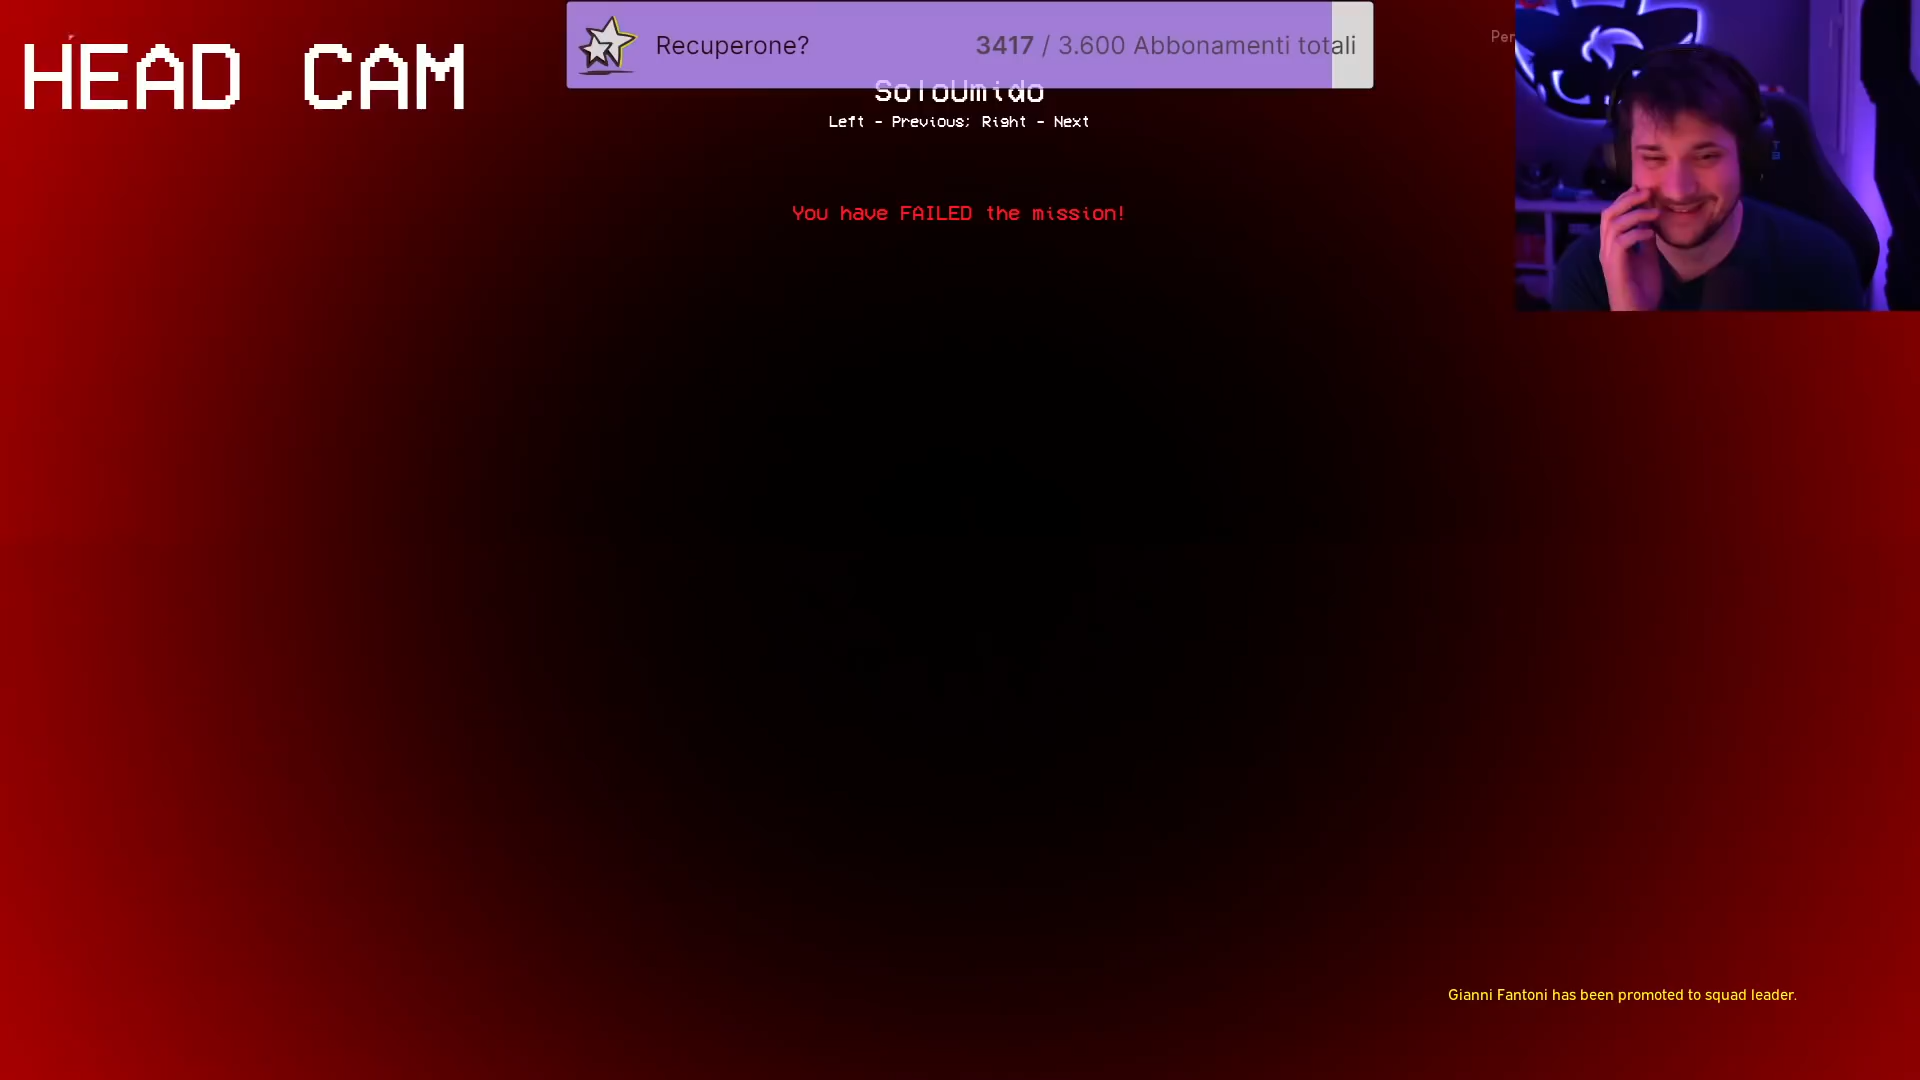 HEAD CAM
Recuperone?
3417 / 3.600 Abbonamenti totali
Per
SoloUmido
Left - Previous; Right - Next
You have FAILED the mission!
Gianni Fantoni has been promoted to squad leader.